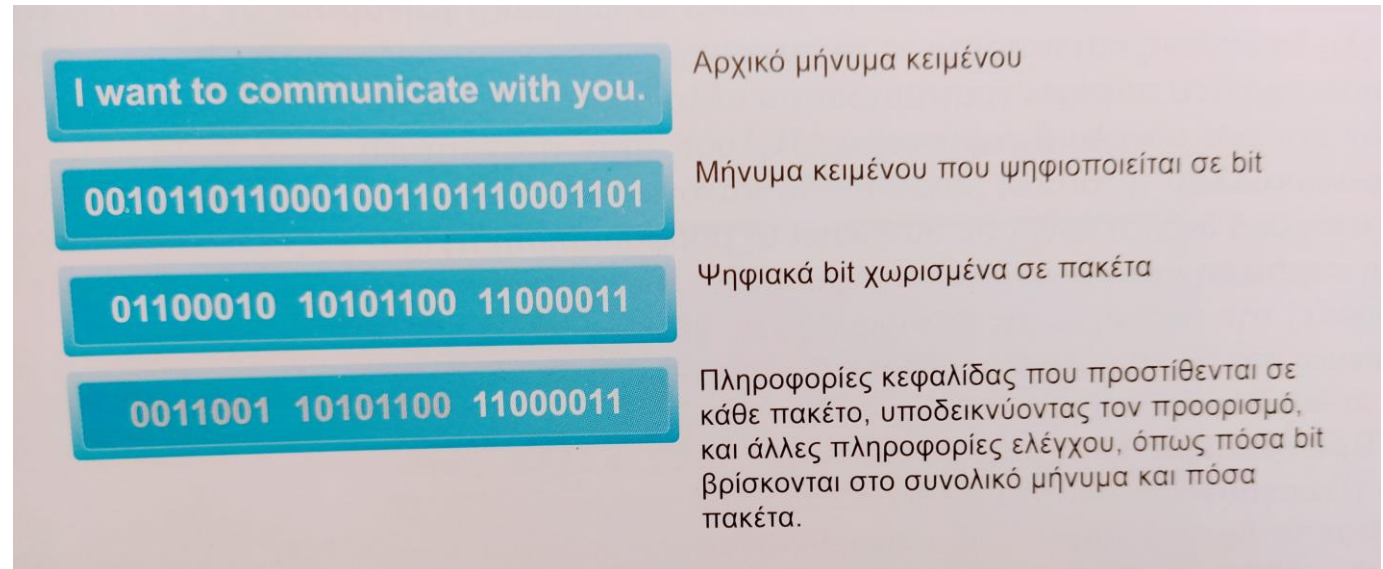 I want to communicate with you.
Αρχικό μήνυμα κειμένου
0010110110001001101110001101
Μήνυμα κειμένου που ψηφιοποιείται σε bit
01100010 10101100 11000011
Ψηφιακά bit χωρισμένα σε πακέτα
0011001 10101100 11000011
Πληροφορίες κεφαλίδας που προστίθενται σε
κάθε πακέτο, υποδεικνύοντας τον προορισμό,
και άλλες πληροφορίες ελέγχου, όπως πόσα bit
βρίσκονται στο συνολικό μήνυμα και πόσα
πακέτα.